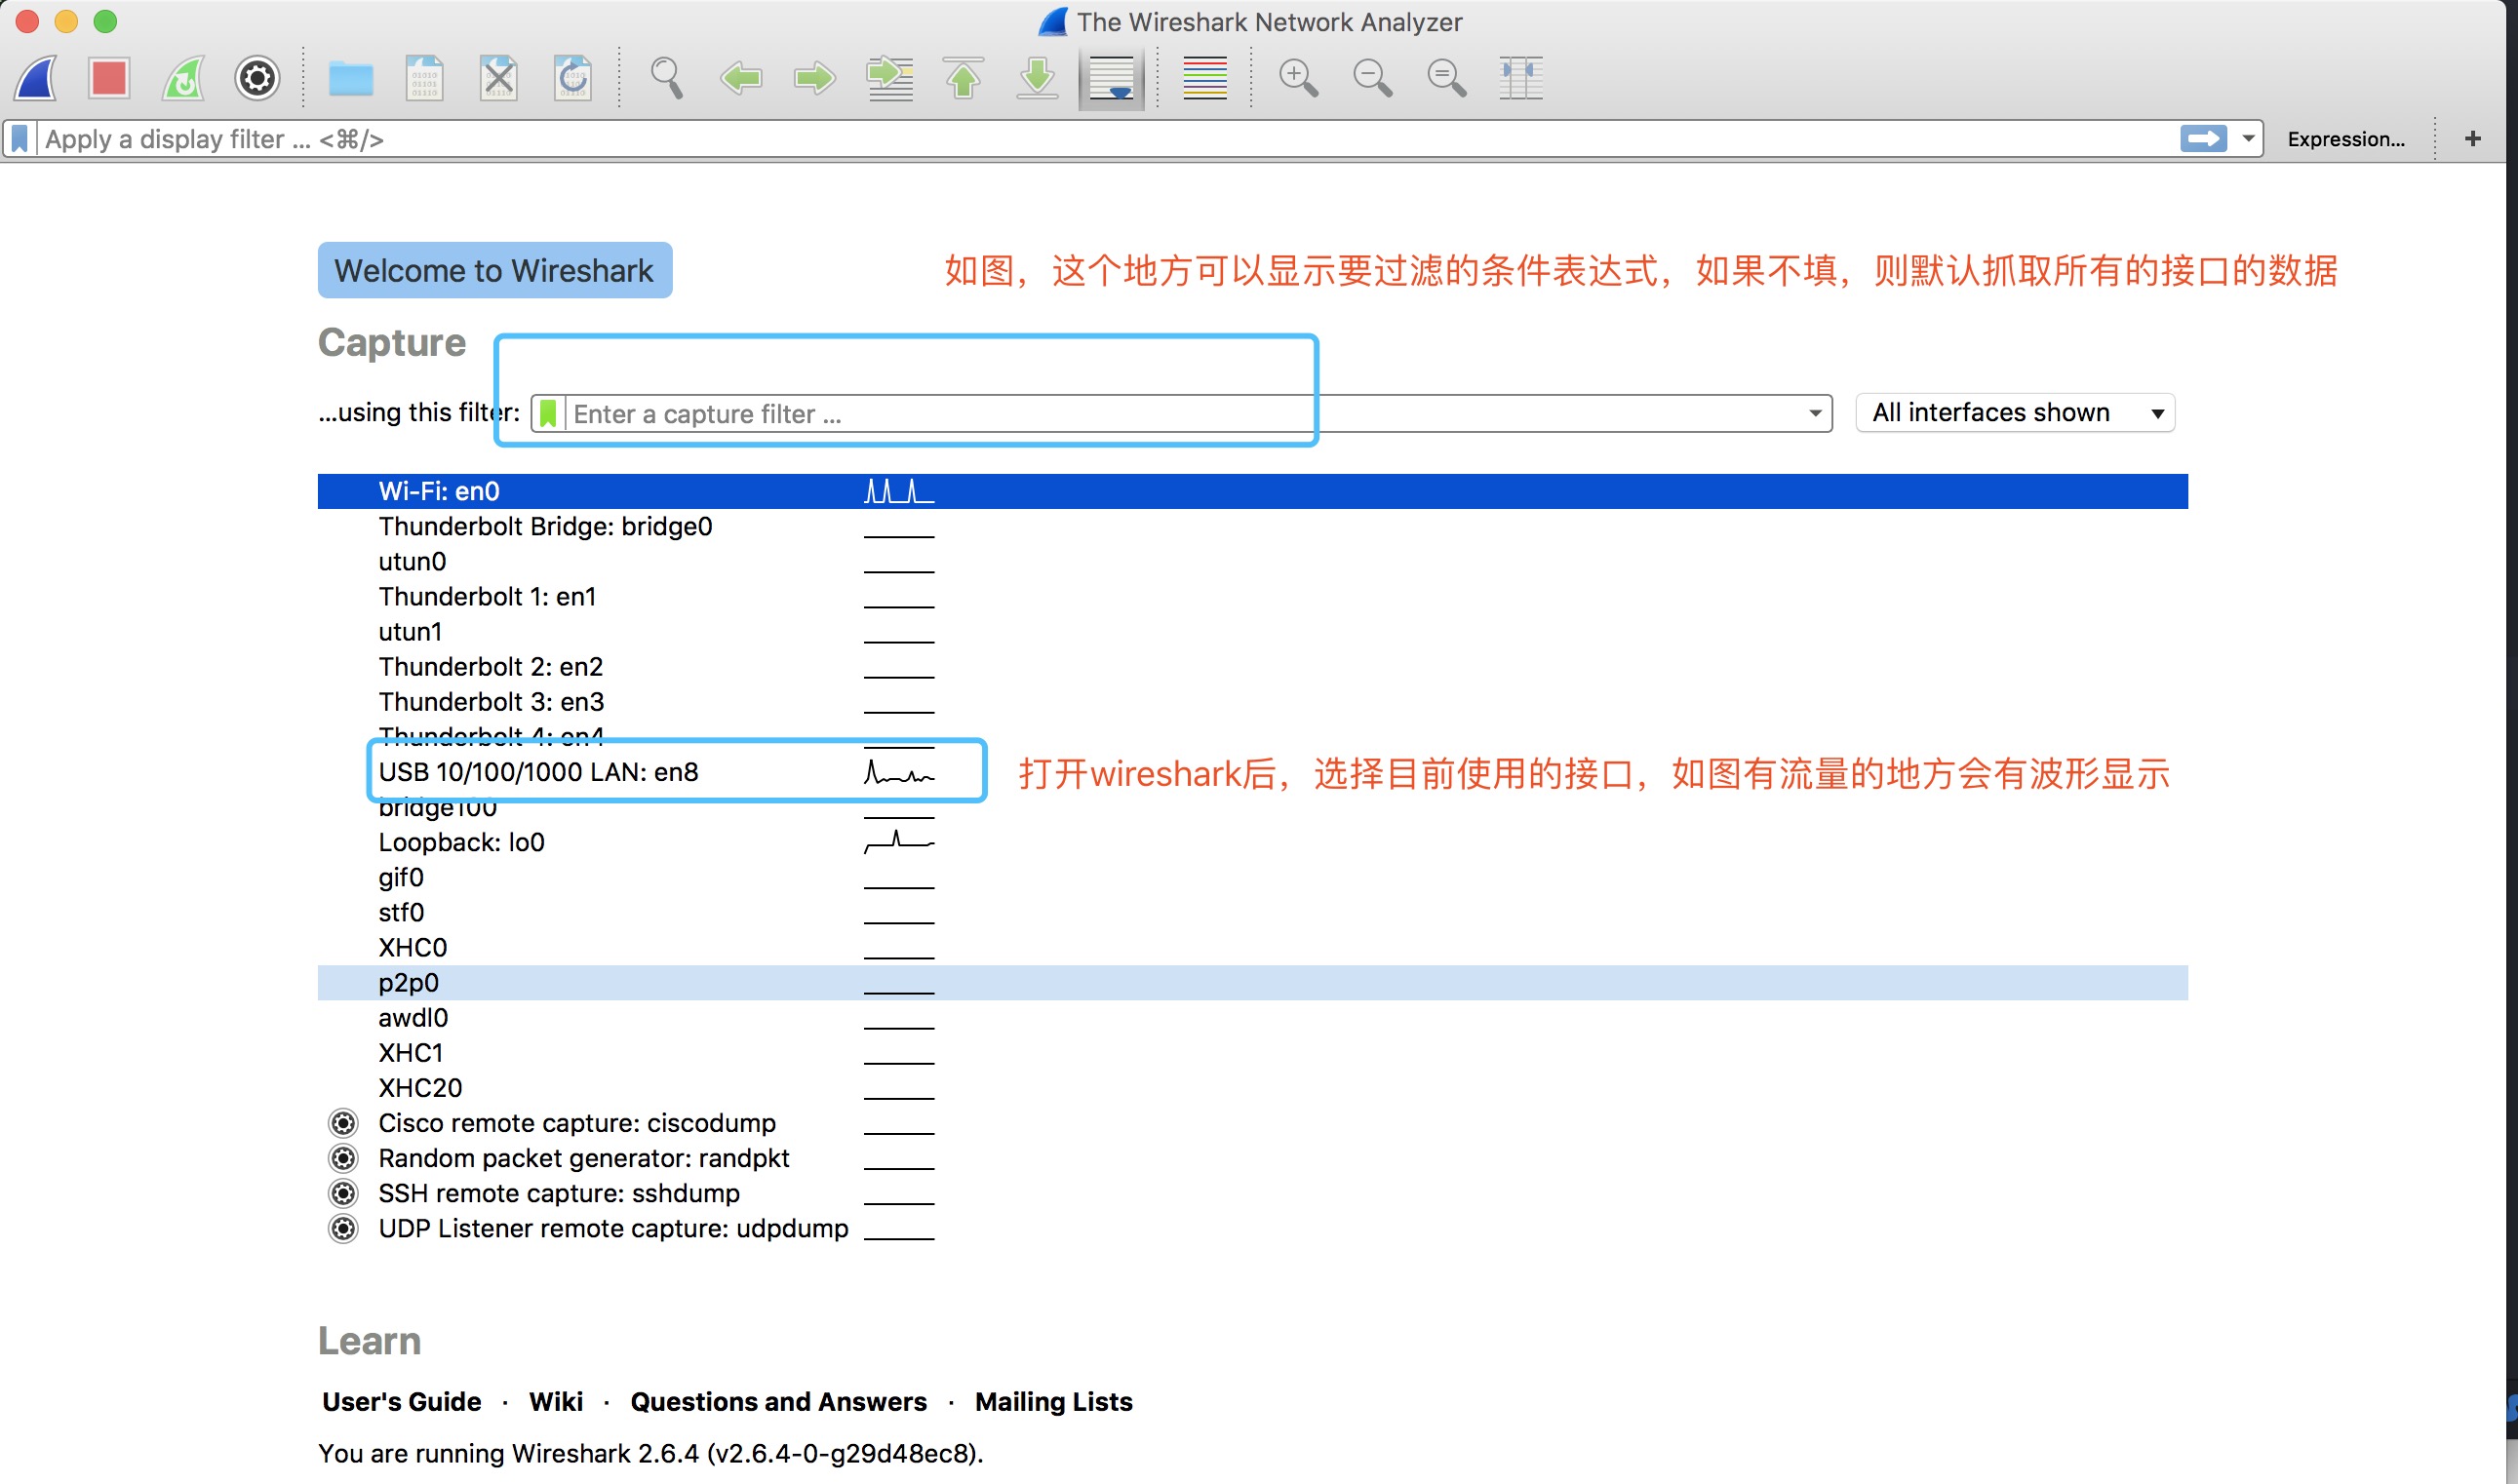 The Wireshark Network Analyzer
Apply a display filter ... <⌘/>
Expression...
+
Welcome to Wireshark
如图，这个地方可以显示要过滤的条件表达式，如果不填，则默认抓取所有的接口的数据
Capture
...using this filter:
Enter a capture filter ...
All interfaces shown
Wi-Fi: en0
Thunderbolt Bridge: bridge0
utun0
Thunderbolt 1: en1
utun1
Thunderbolt 2: en2
Thunderbolt 3: en3
Thunderbolt 4: en4
USB 10/100/1000 LAN: en8
打开wireshark后，选择目前使用的接口，如图有流量的地方会有波形显示
bridge100
Loopback: lo0
gif0
stf0
XHC0
p2p0
awdl0
XHC1
XHC20
Cisco remote capture: ciscodump
Random packet generator: randpkt
SSH remote capture: sshdump
UDP Listener remote capture: udpdump
Learn
User's Guide · Wiki · Questions and Answers · Mailing Lists
You are running Wireshark 2.6.4 (v2.6.4-0-g29d48ec8).